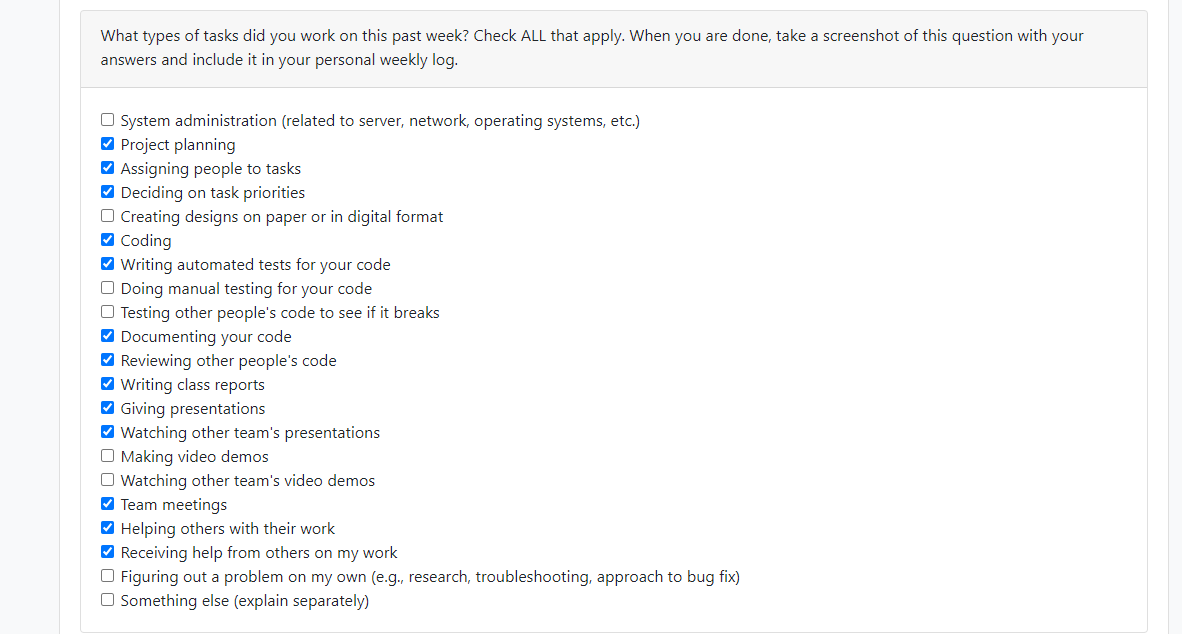 What types of tasks did you work on this past week? Check ALL that apply. When you are done, take a screenshot of this question with your
answers and include it in your personal weekly log.
System administration (related to server, network, operating systems, etc.)
Project planning
Assigning people to tasks
Deciding on task priorities
Creating designs on paper or in digital format
Coding
Writing automated tests for your code
Doing manual testing for your code
Testing other people's code to see if it breaks
Documenting your code
Reviewing other people's code
Writing class reports
Giving presentations
Watching other team's presentations
Making video demos
Watching other team's video demos
Team meetings
Helping others with their work
Receiving help from others on my work
Figuring out a problem on my own (e.g., research, troubleshooting, approach to bug fix)
Something else (explain separately)